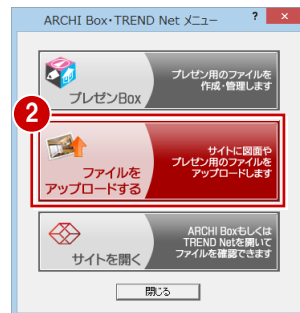 ARCHI Box・TREND Net メニュー
? ×
プレゼンBox
プレゼン用のファイルを
作成・管理します
2
ファイルを
アップロードする
サイトに図面や
プレゼン用のファイルを
アップロードします
サイトを開く
ARCHI Boxもしくは
TREND Netを開いて
ファイルを確認できます
閉じる